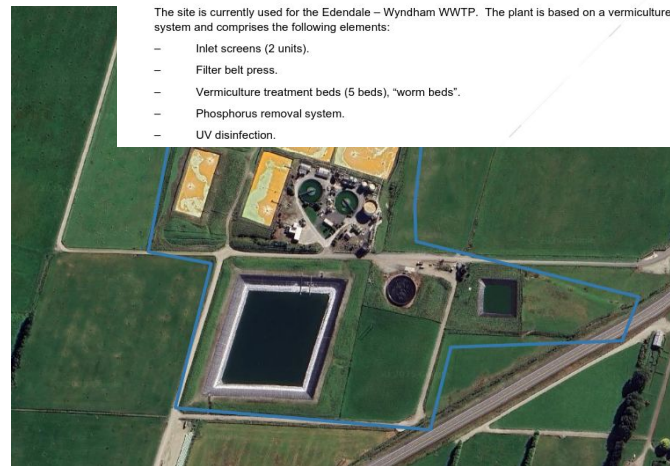 The site is currently used for the Edendale – Wyndham WWTP. The plant is based on a vermiculture
system and comprises the following elements:
– Inlet screens (2 units).
– Filter belt press.
– Vermiculture treatment beds (5 beds), “worm beds”.
– Phosphorus removal system.
– UV disinfection.